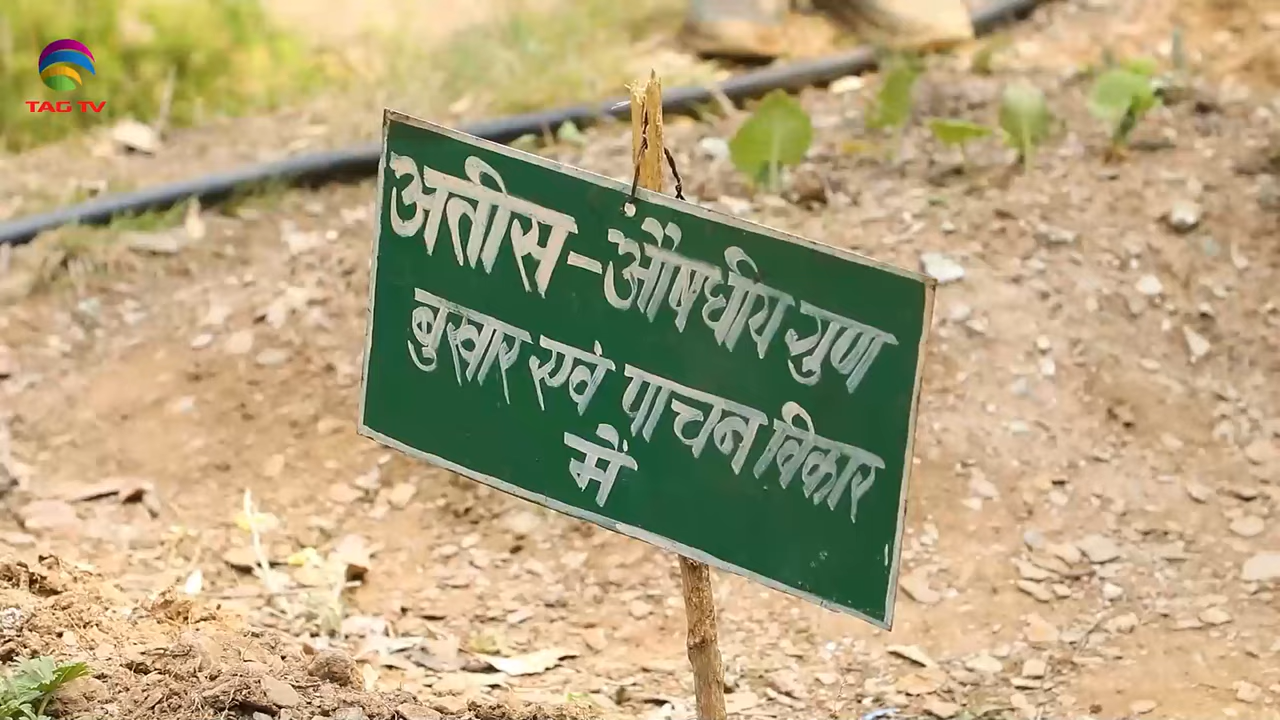 TAG TV
अतीस - औषधीय गुण
बुखार एवं पाचन विकार
में